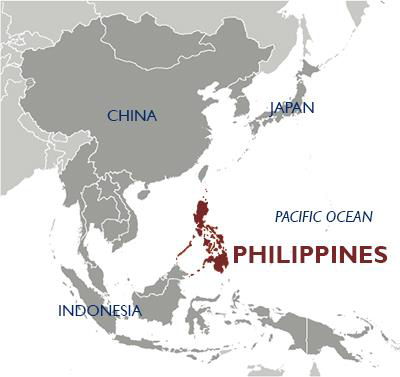 CHINA
JAPAN
PACIFIC OCEAN
PHILIPPINES
INDONESIA